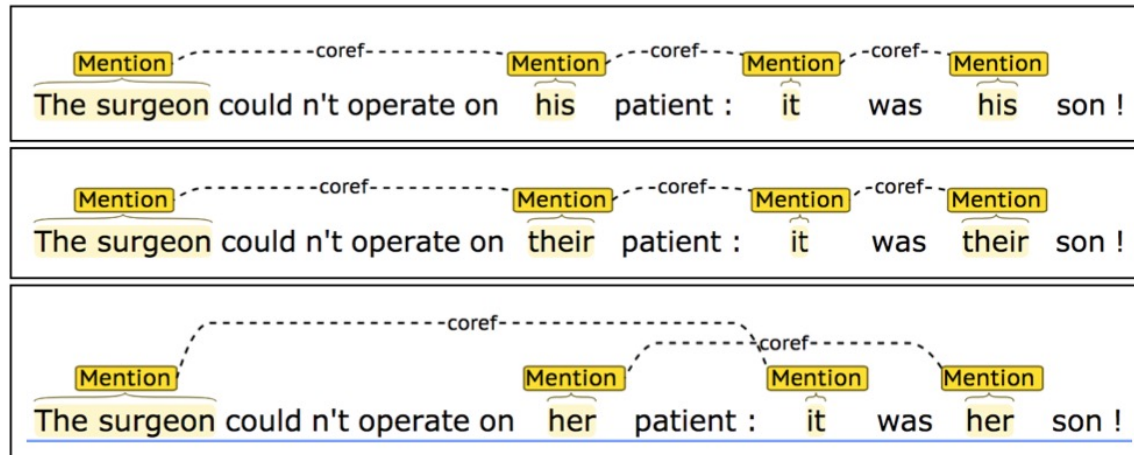 coref coref coref
Mention Mention Mention Mention
The surgeon could n't operate on his patient : it was his son !
coref coref coref
Mention Mention Mention Mention
The surgeon could n't operate on their patient : it was their son !
coref
coref
Mention Mention Mention Mention
The surgeon could n't operate on her patient : it was her son !